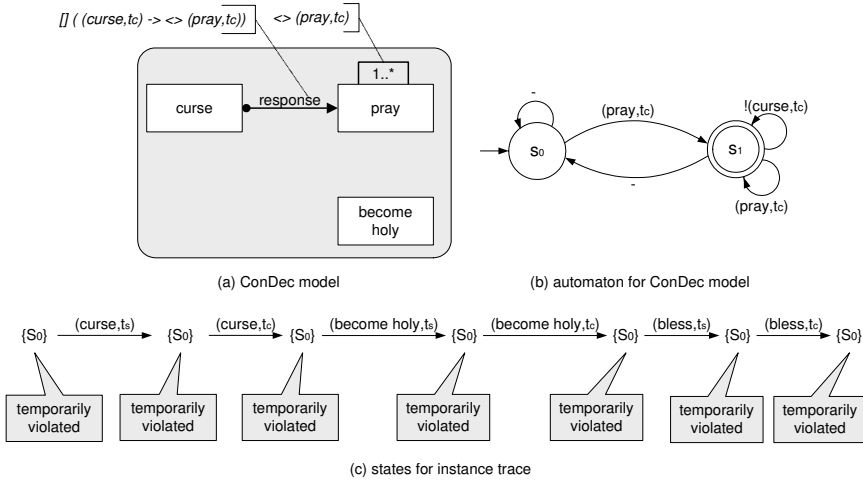 [] ( (curse,tc) -> <> (pray,tc))
<> (pray,tc)
1..*
curse
response
pray
become
holy
(a) ConDec model
-
(pray,tc)
!(curse,tc)
S0
S1
-
(pray,tc)
(b) automaton for ConDec model
{S0} (curse,ts) {S0} (curse,tc) {S0} (become holy,ts) {S0} (become holy,tc) {S0} (bless,ts) {S0} (bless,tc) {S0}
temporarily violated
temporarily violated
temporarily violated
temporarily violated
temporarily violated
temporarily violated
temporarily violated
(c) states for instance trace